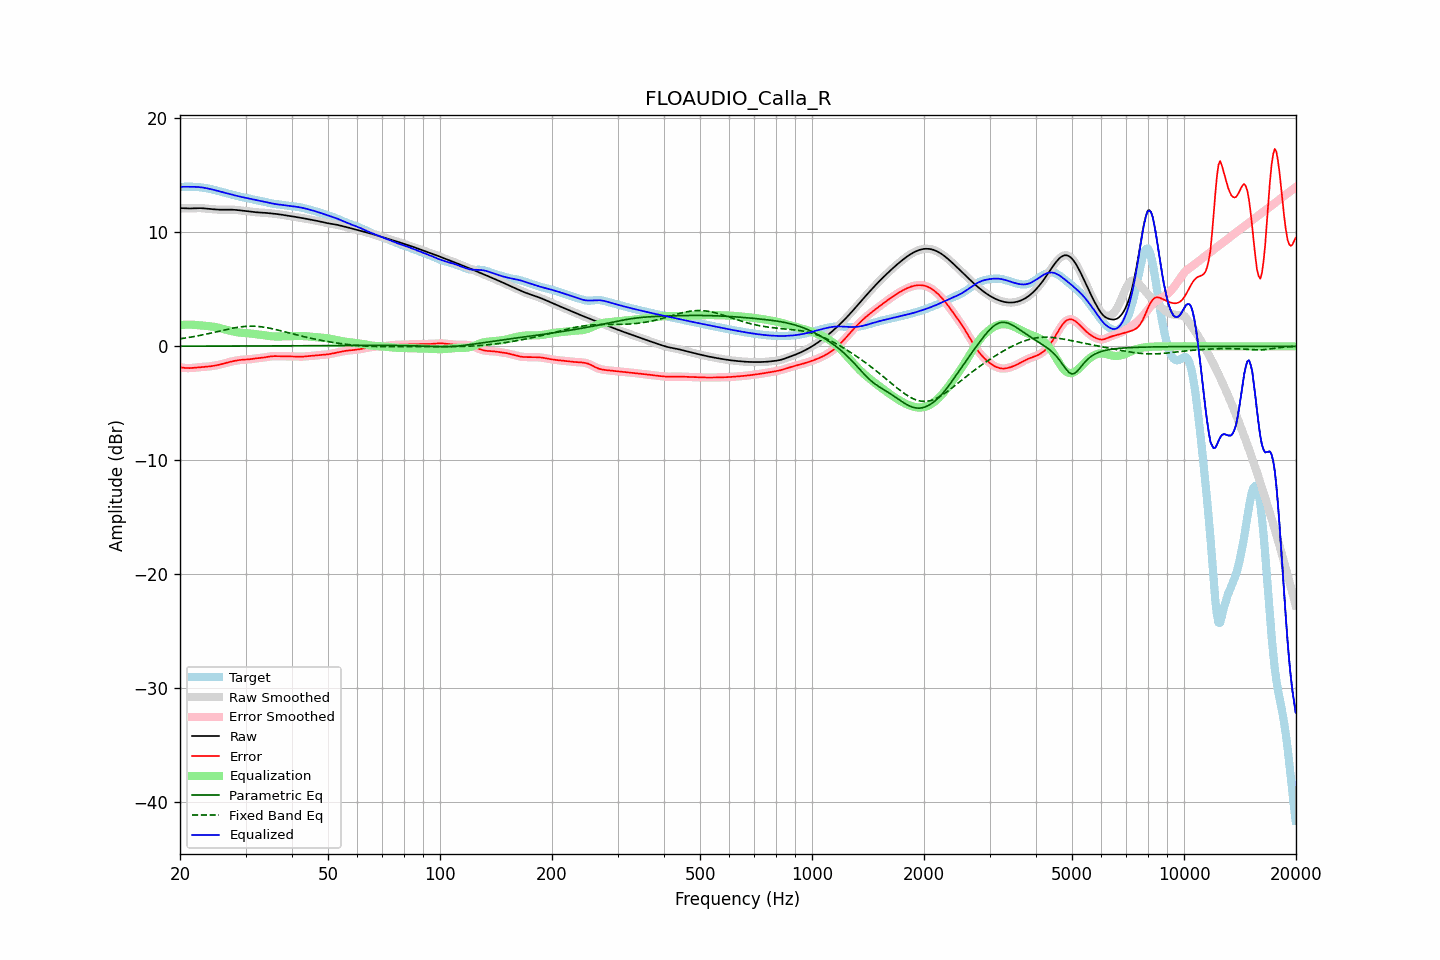 FLOAUDIO_Calla_R
20
10
0
−10
−20
−30
−40
Amplitude (dBr)
Target
Raw Smoothed
Error Smoothed
Raw
Error
Equalization
Parametric Eq
Fixed Band Eq
Equalized
20 50 100 200 500 1000 2000 5000 10000 20000
Frequency (Hz)